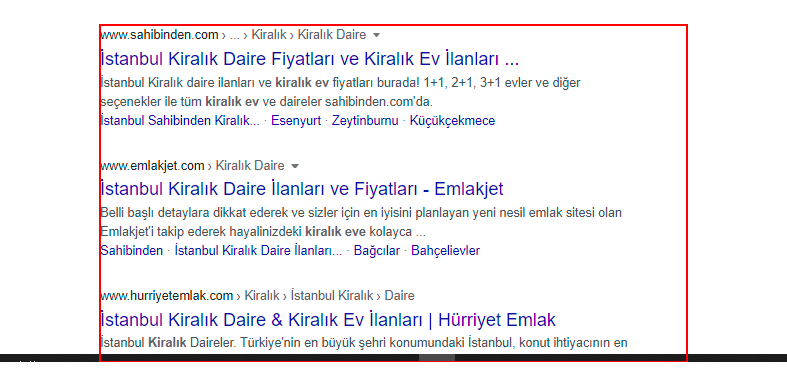 www.sahibinden.com › ... › Kiralık › Kiralık Daire
İstanbul Kiralık Daire Fiyatları ve Kiralık Ev İlanları ...
İstanbul Kiralık daire ilanları ve kiralık ev fiyatları burada! 1+1, 2+1, 3+1 evler ve diğer
seçenekler ile tüm kiralık ev ve daireler sahibinden.com'da.
İstanbul Sahibinden Kiralık... · Esenyurt · Zeytinburnu · Küçükçekmece
www.emlakjet.com › Kiralık Daire
İstanbul Kiralık Daire İlanları ve Fiyatları - Emlakjet
Belli başlı detaylara dikkat ederek ve sizler için en iyisini planlayan yeni nesil emlak sitesi olan
Emlakjet'i takip ederek hayalinizdeki kiralık eve kolayca ...
Sahibinden · İstanbul Kiralık Daire İlanları... · Bağcılar · Bahçelievler
www.hurriyetemlak.com › Kiralık › İstanbul Kiralık › Daire
İstanbul Kiralık Daire & Kiralık Ev İlanları | Hürriyet Emlak
İstanbul Kiralık Daireler. Türkiye'nin en büyük şehri konumundaki İstanbul, konut ihtiyacının en